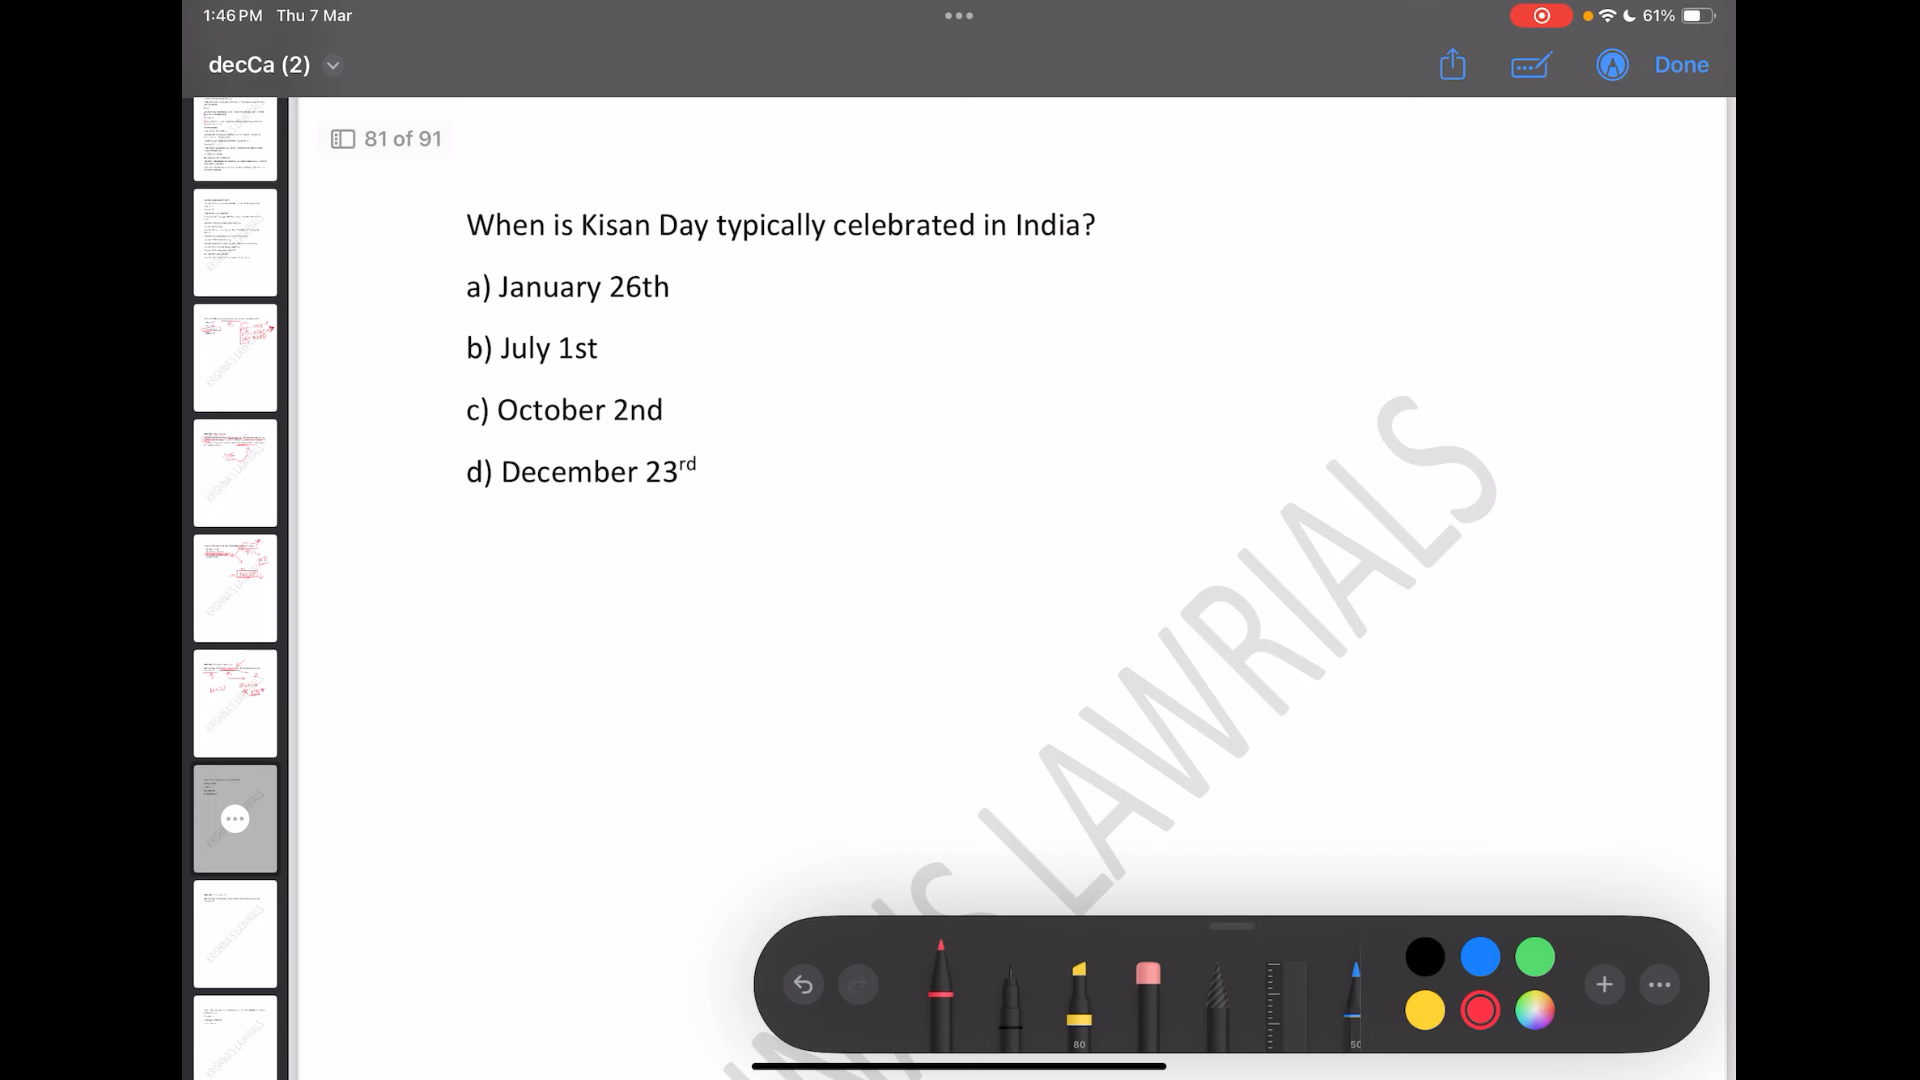 1:46 PM Thu 7 Mar
61%
decCa (2)
Done
81 of 91
When is Kisan Day typically celebrated in India?
a) January 26th
b) July 1st
c) October 2nd
d) December 23rd
LAWRIALS
80
50